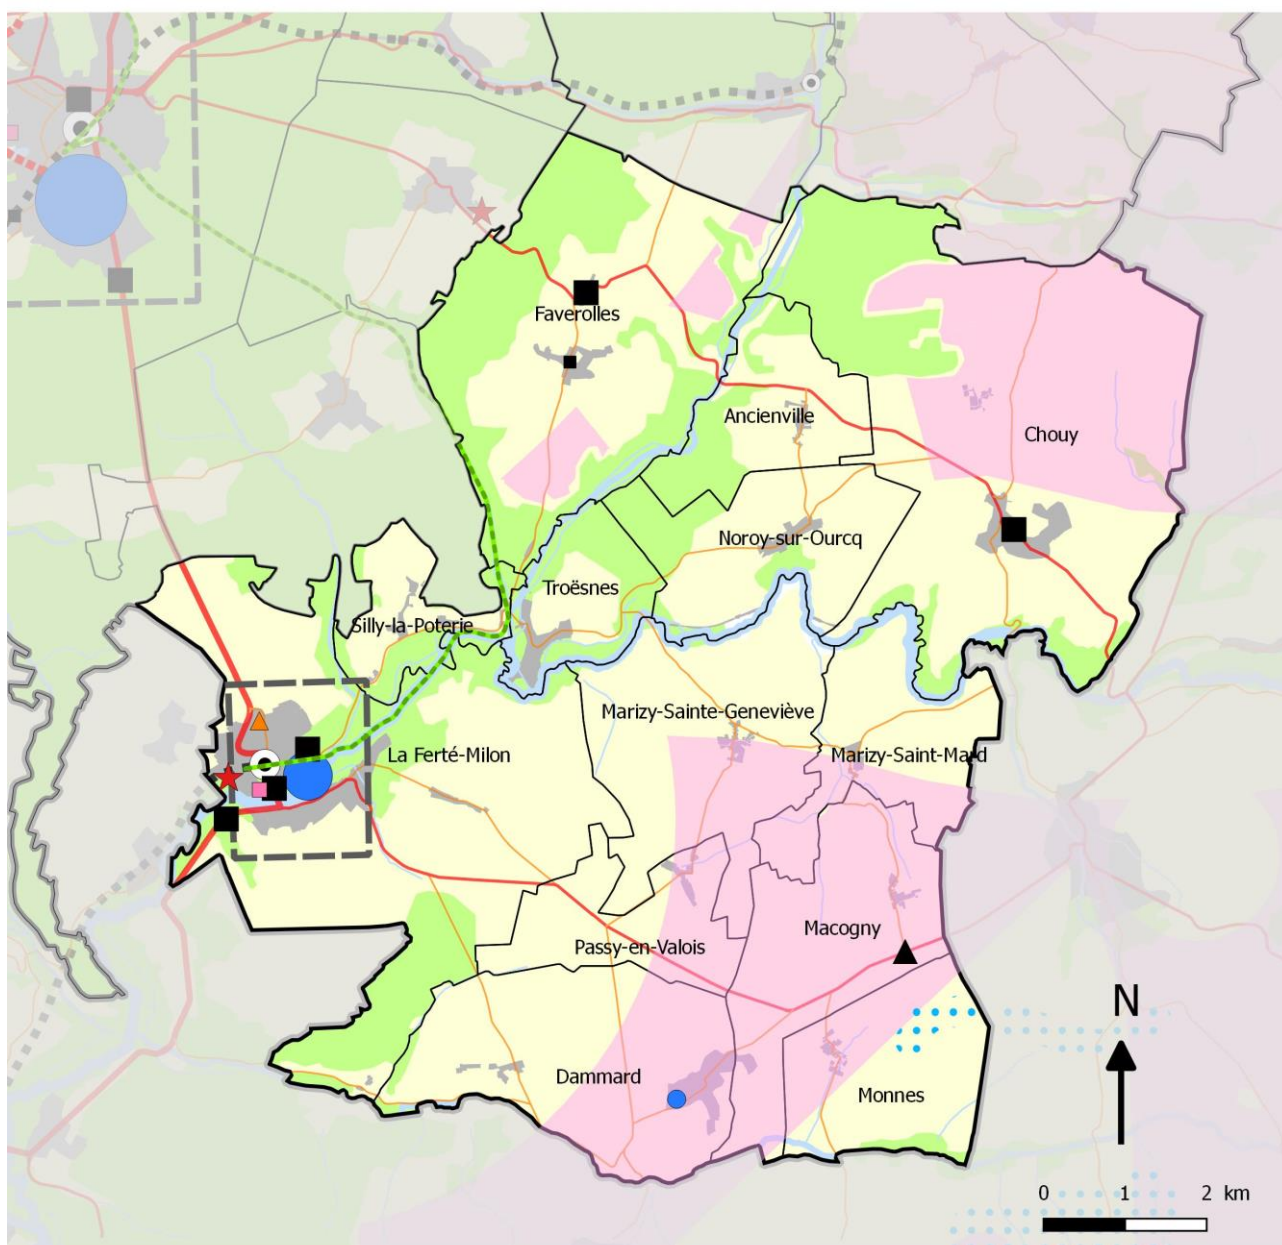 Faverolles
Ancienville
Chouy
Noroy-sur-Ourcq
Troësnes
Silly-la-Poterie
Marizy-Sainte-Geneviève
La Ferté-Milon
Marizy-Saint-Mard
Macogny
Passy-en-Valois
N
Dammard
Monnes
0 1 2 km